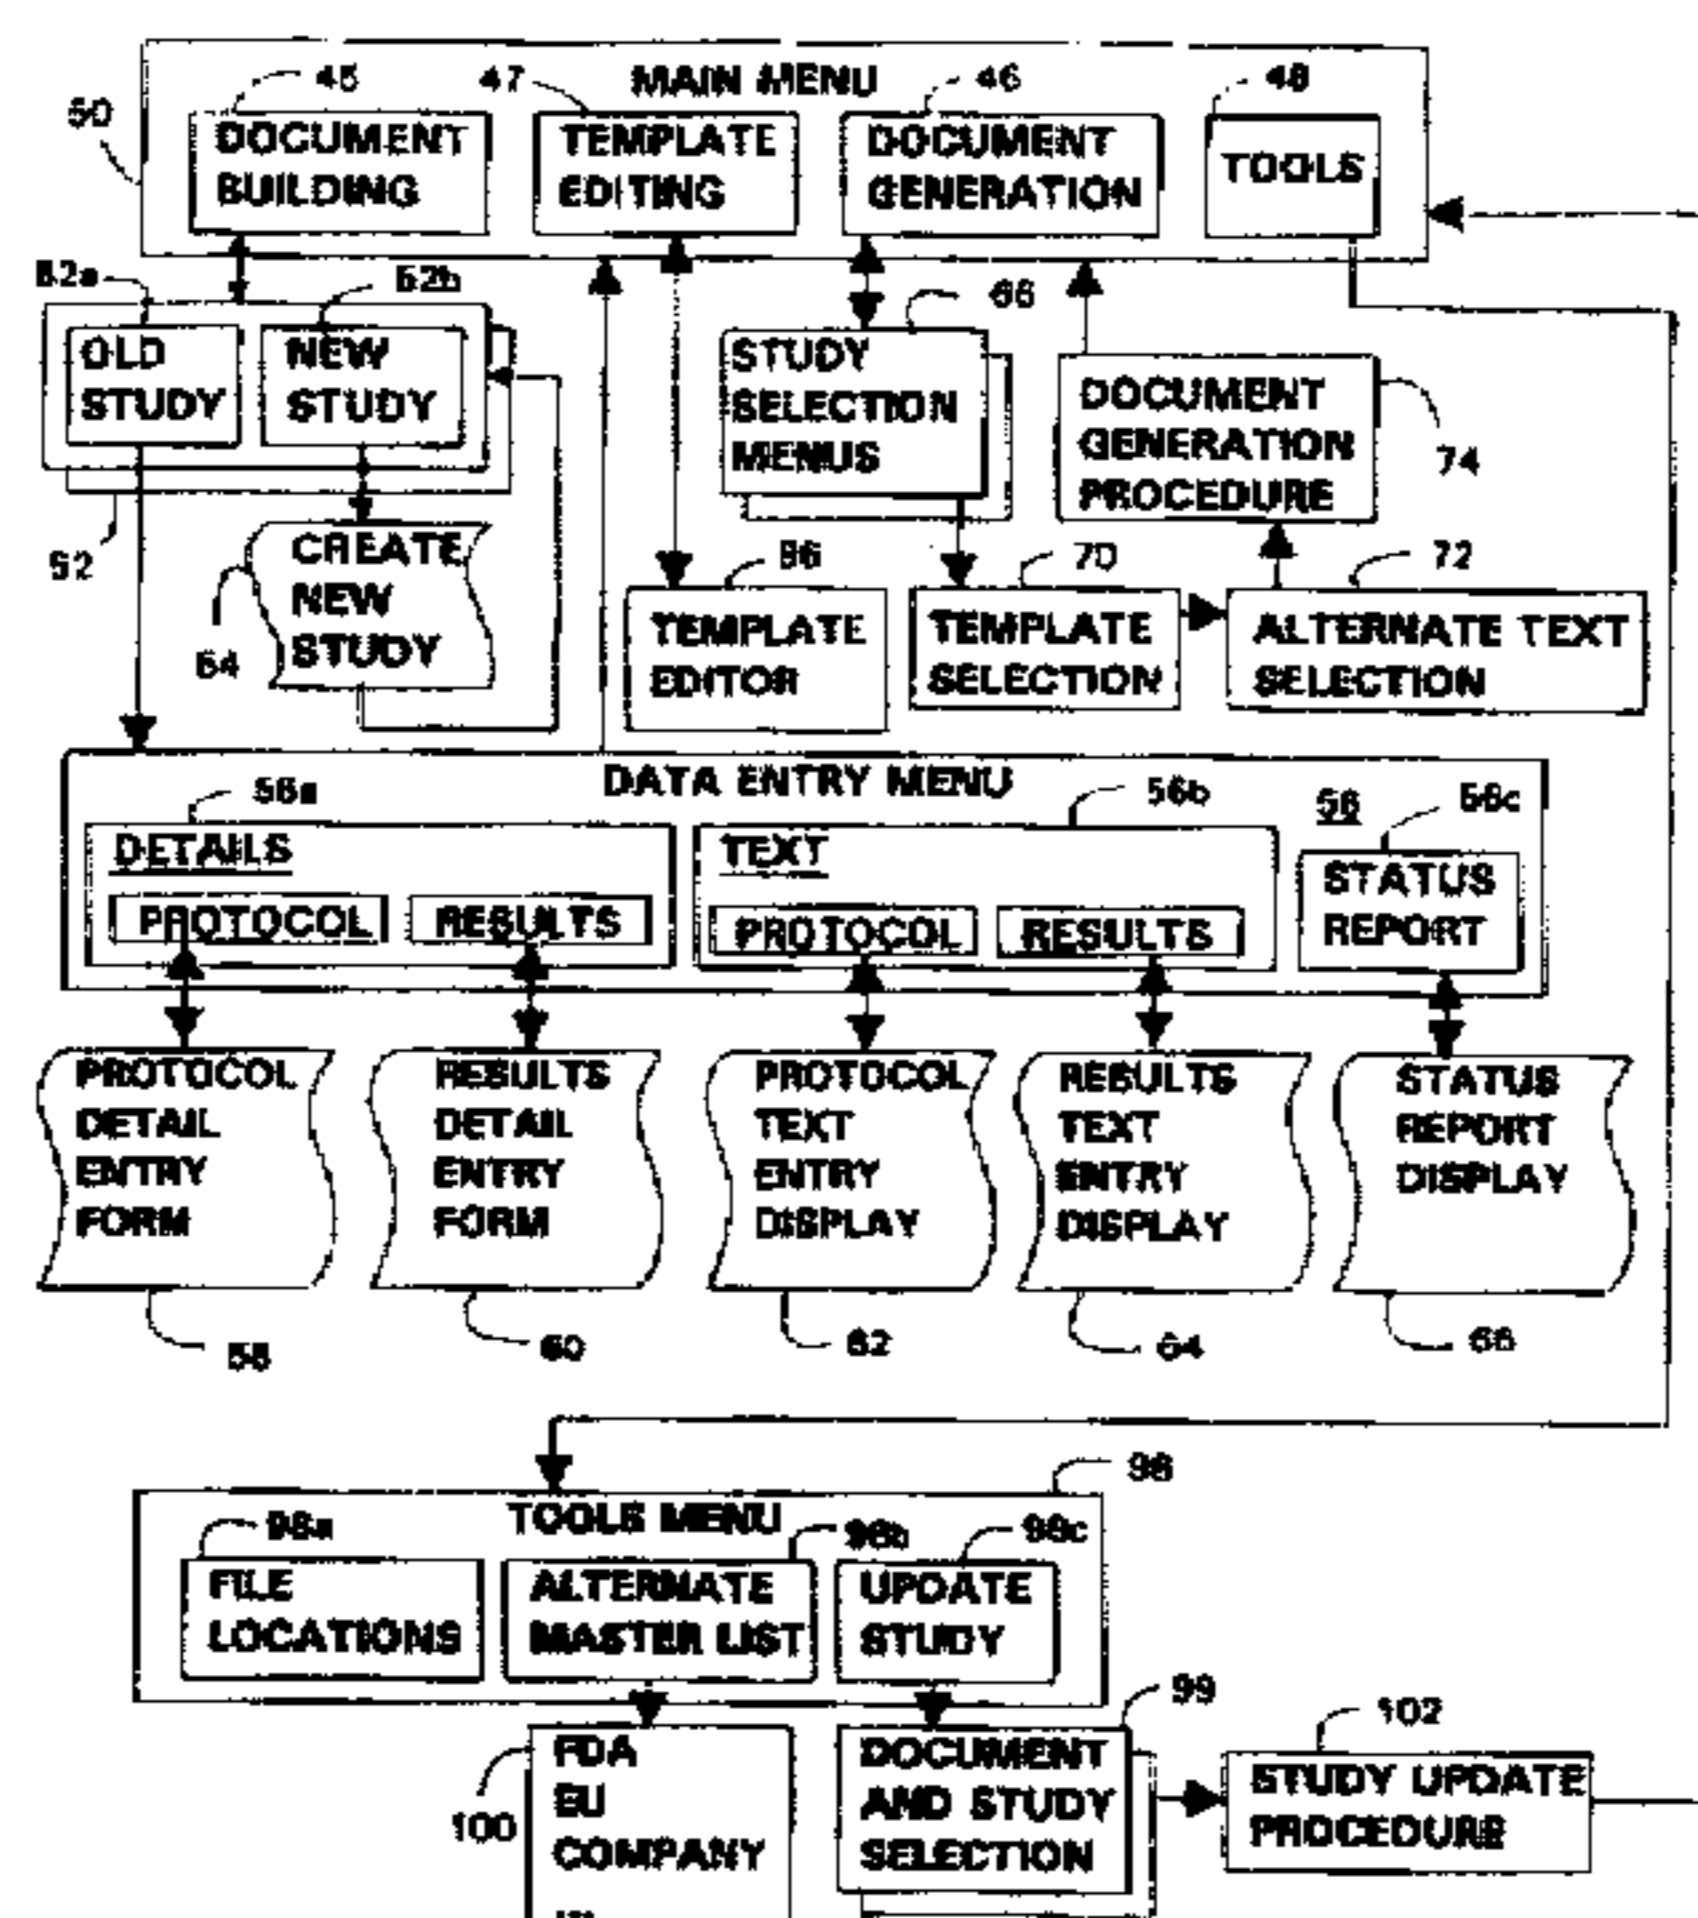 MAIN MENU
45
47
46
48
50
DOCUMENT
BUILDING
TEMPLATE
EDITING
DOCUMENT
GENERATION
TOOLS
52a
52b
OLD
STUDY
NEW
STUDY
52
STUDY
SELECTION
MENUS
DOCUMENT
GENERATION
PROCEDURE
74
CREATE
NEW
STUDY
54
96
TEMPLATE
EDITOR
70
TEMPLATE
SELECTION
72
ALTERNATE TEXT
SELECTION
DATA ENTRY MENU
56a
56b
56
56c
DETAILS
PROTOCOL
RESULTS
TEXT
PROTOCOL
RESULTS
STATUS
REPORT
PROTOCOL
DETAIL
ENTRY
FORM
RESULTS
DETAIL
ENTRY
FORM
PROTOCOL
TEXT
ENTRY
DISPLAY
RESULTS
TEXT
ENTRY
DISPLAY
STATUS
REPORT
DISPLAY
58
60
62
64
66
98
TOOLS MENU
98a
98b
98c
FILE
LOCATIONS
ALTERNATE
MASTER LIST
UPDATE
STUDY
99
102
100
FDA
EU
COMPANY
DOCUMENT
AND STUDY
SELECTION
STUDY UPDATE
PROCEDURE